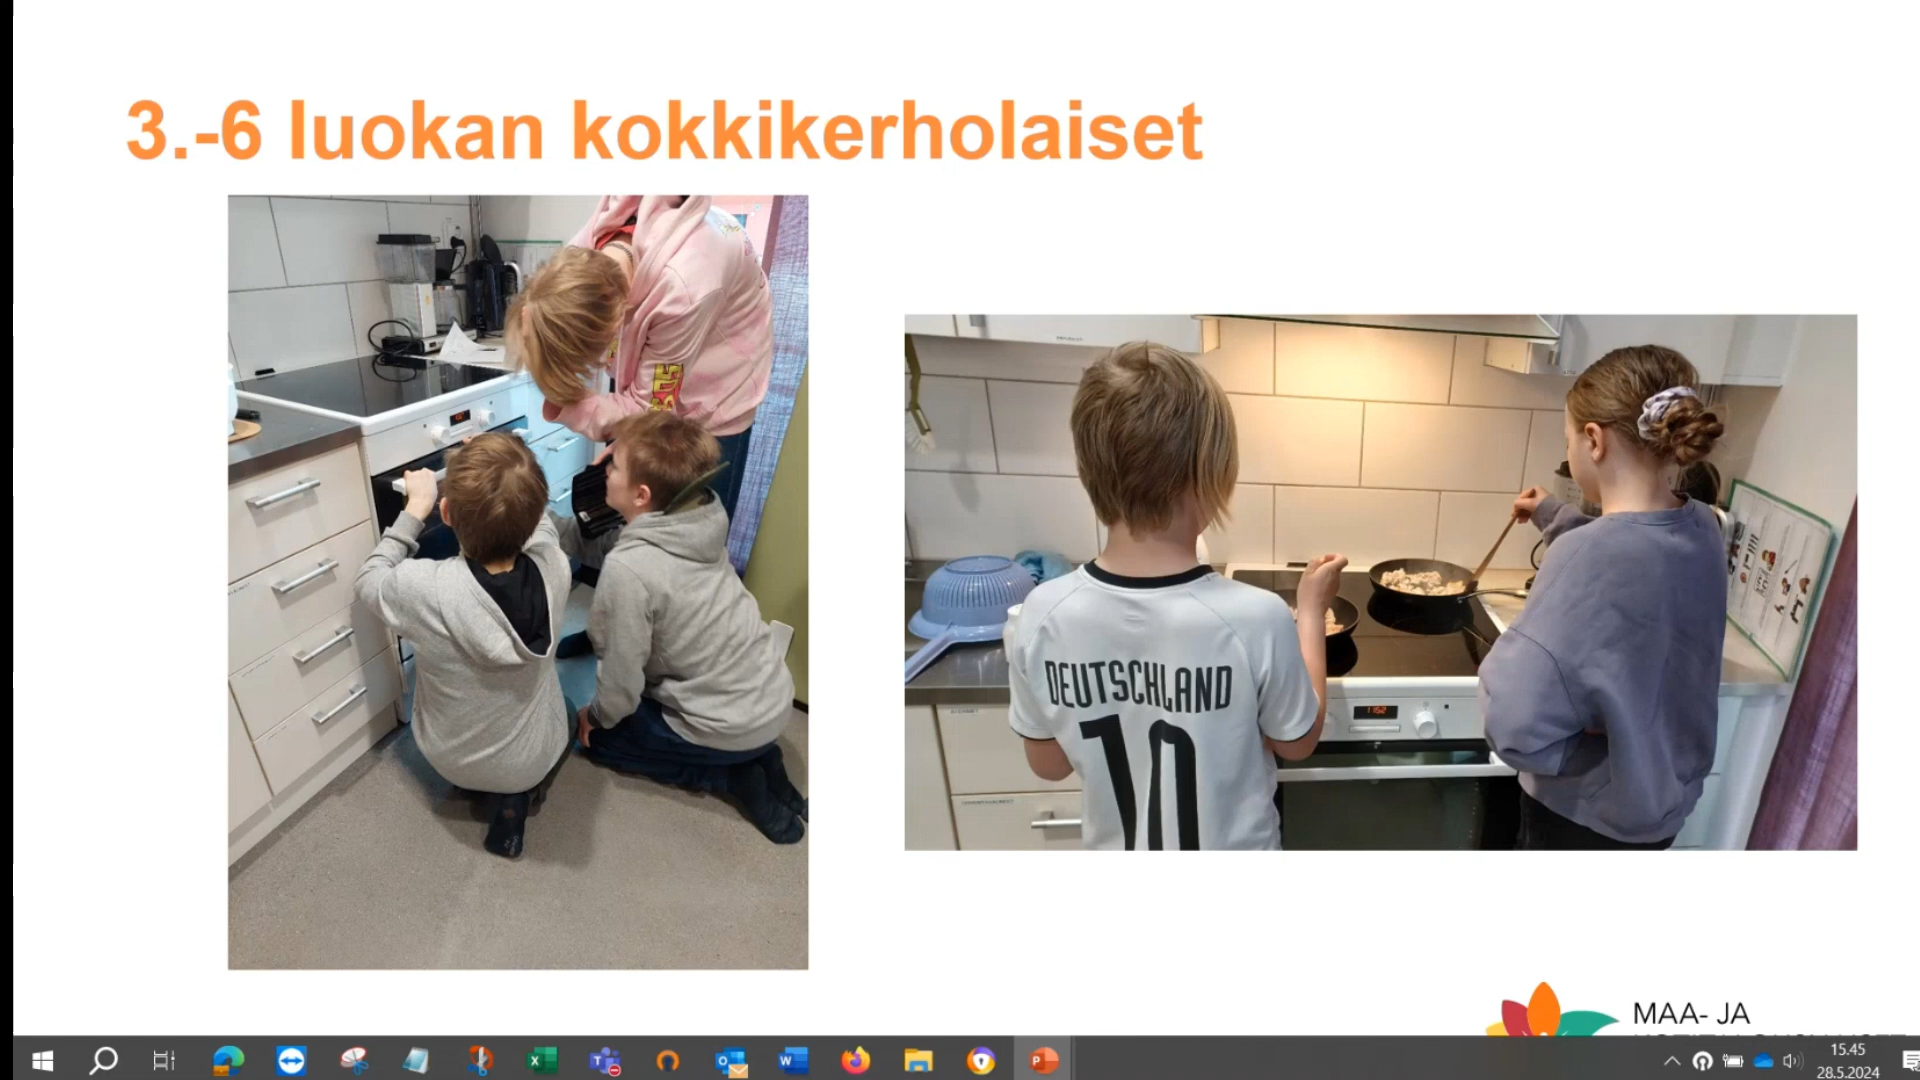 3.-6 luokan kokkikerholaiset
DEUTSCHLAND
10
MAA- JA
15.45
28.5.2024